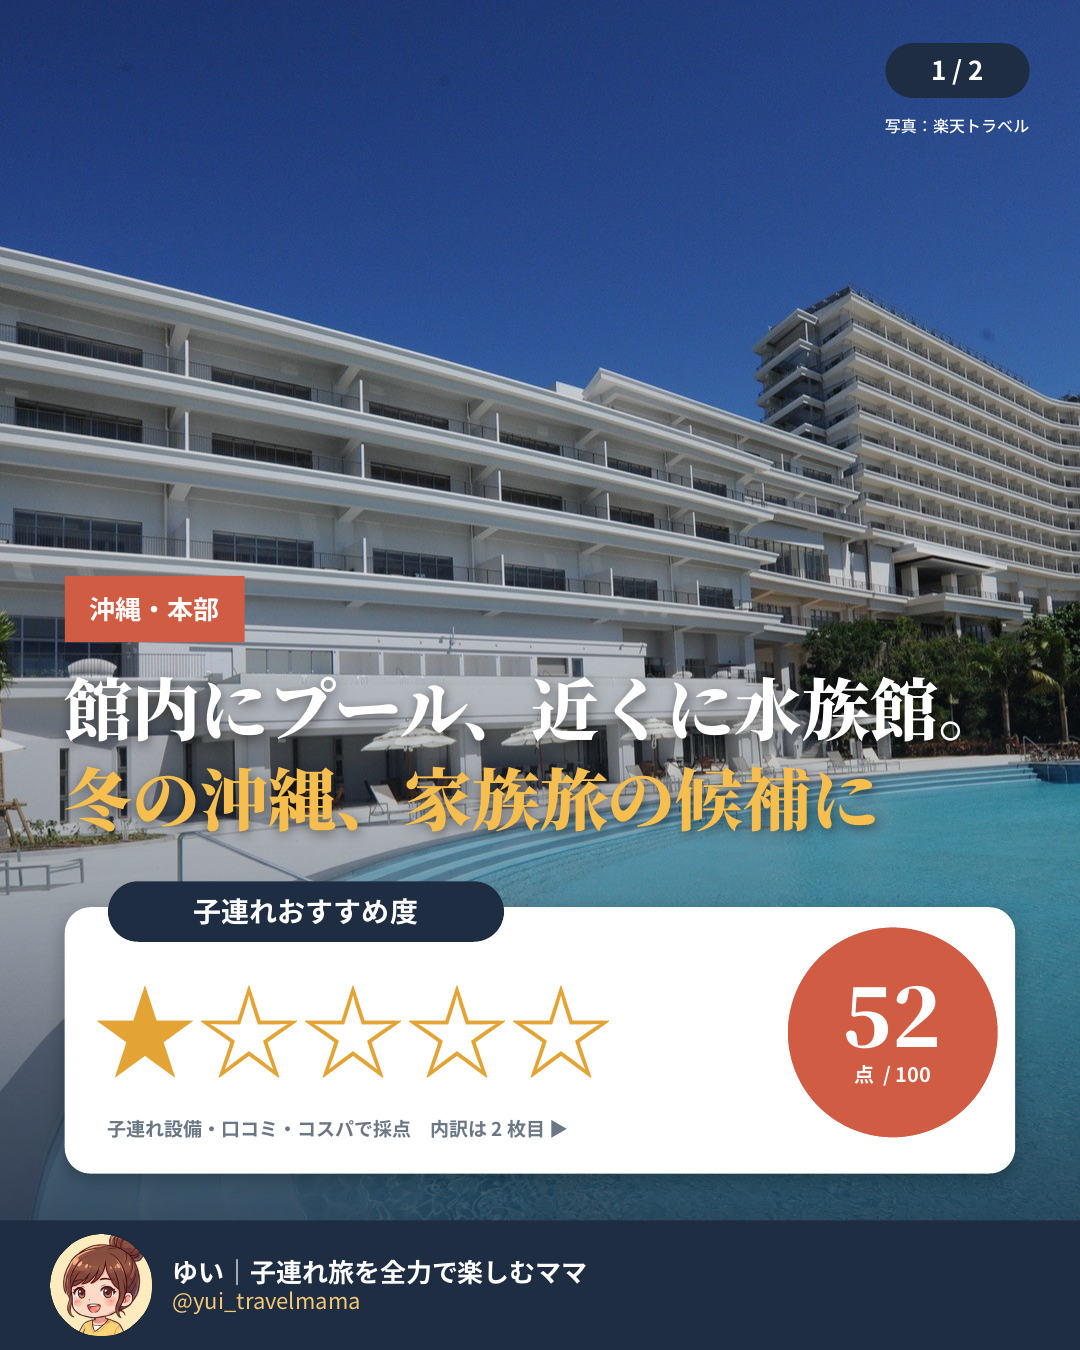 1 / 2
写真：楽天トラベル
沖縄・本部
館内にプール、近くに水族館。
冬の沖縄、家族旅の候補に
子連れおすすめ度
52
点 / 100
子連れ設備・口コミ・コスパで採点　内訳は2枚目▶
ゆい｜子連れ旅を全力で楽しむママ
@yui_travelmama